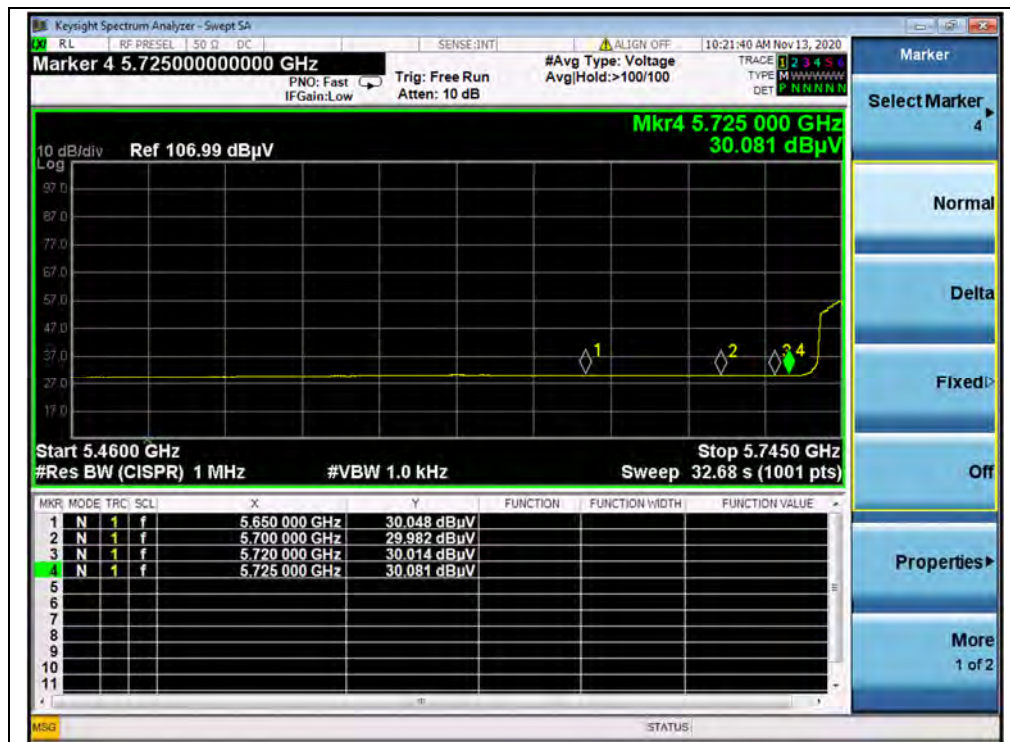 Keysight Spectrum Analyzer - Swept SA
LXI RL RF PRESEL 50 Ω DC SENSE:INT ALIGN OFF 10:21:40 AM Nov 13, 2020
Marker 4 5.725000000000 GHz
PNO: Fast
IFGain:Low
Trig: Free Run
Atten: 10 dB
#Avg Type: Voltage
Avg|Hold:>100/100
TRACE 1 2 3 4 5 6
TYPE M WWWWW
DET P N N N N N
Mkr4 5.725 000 GHz
30.081 dBµV
10 dB/div Ref 106.99 dBµV
Log
97.0
87.0
77.0
67.0
57.0
47.0
37.0
27.0
17.0
1 2 3 4
Start 5.4600 GHz Stop 5.7450 GHz
#Res BW (CISPR) 1 MHz #VBW 1.0 kHz Sweep 32.68 s (1001 pts)
MKR MODE TRC SCL X Y FUNCTION FUNCTION WIDTH FUNCTION VALUE
1 N 1 f 5.650 000 GHz 30.048 dBµV
2 N 1 f 5.700 000 GHz 29.982 dBµV
3 N 1 f 5.720 000 GHz 30.014 dBµV
4 N 1 f 5.725 000 GHz 30.081 dBµV
5
6
7
8
9
10
11
MSG STATUS
Marker
Select Marker
4
Normal
Delta
Fixed
Off
Properties
More
1 of 2